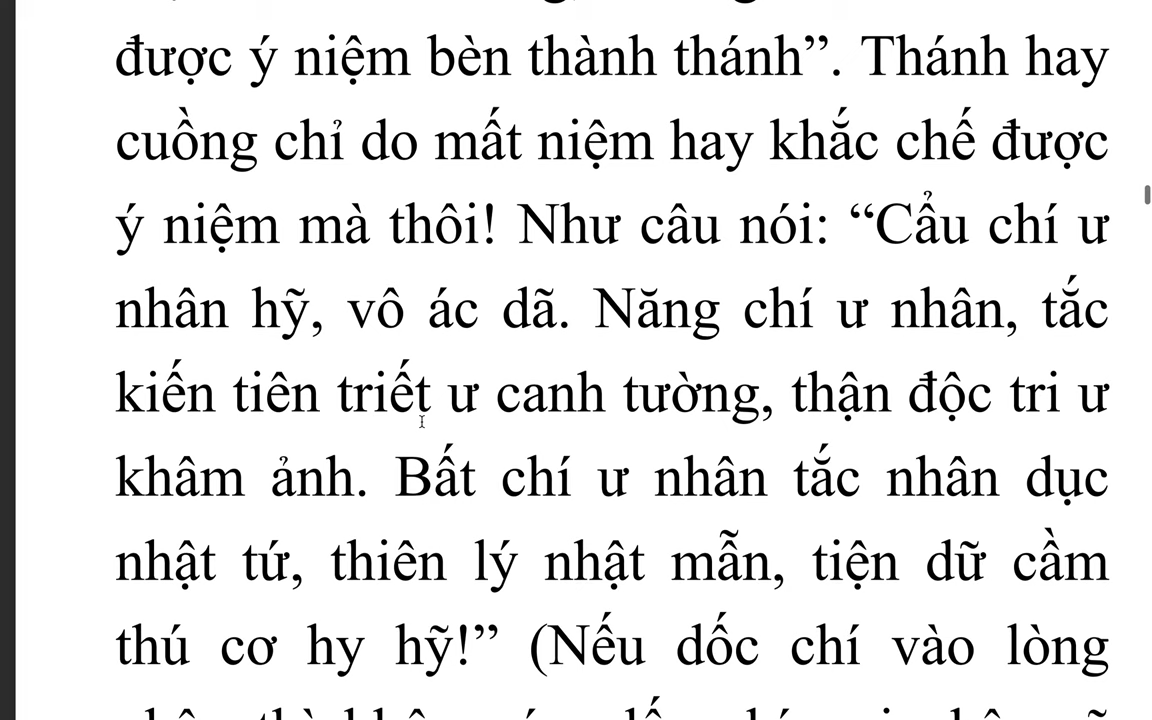 được ý niệm bèn thành thánh”. Thánh hay
cuồng chỉ do mất niệm hay khắc chế được
ý niệm mà thôi! Như câu nói: “Cẩu chí ư
nhân hỹ, vô ác dã. Năng chí ư nhân, tắc
kiến tiên triết ư canh tường, thận độc tri ư
khâm ảnh. Bất chí ư nhân tắc nhân dục
nhật tứ, thiên lý nhật mẫn, tiện dữ cầm
thú cơ hy hỹ!” (Nếu dốc chí vào lòng